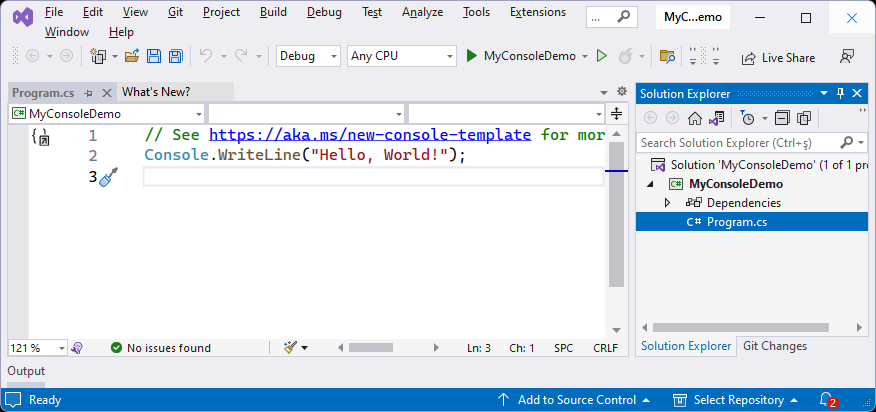 File Edit View Git Project Build Debug Test Analyze Tools Extensions ... MyC...emo
Window Help
Debug Any CPU MyConsoleDemo Live Share
Program.cs What's New?
Solution Explorer
C# MyConsoleDemo
Search Solution Explorer (Ctrl+ş)
1 // See https://aka.ms/new-console-template for mor
2 Console.WriteLine("Hello, World!");
3
Solution 'MyConsoleDemo' (1 of 1 pr
C# MyConsoleDemo
Dependencies
C# Program.cs
121 % No issues found Ln: 3 Ch: 1 SPC CRLF
Solution Explorer Git Changes
Output
Ready Add to Source Control Select Repository 2